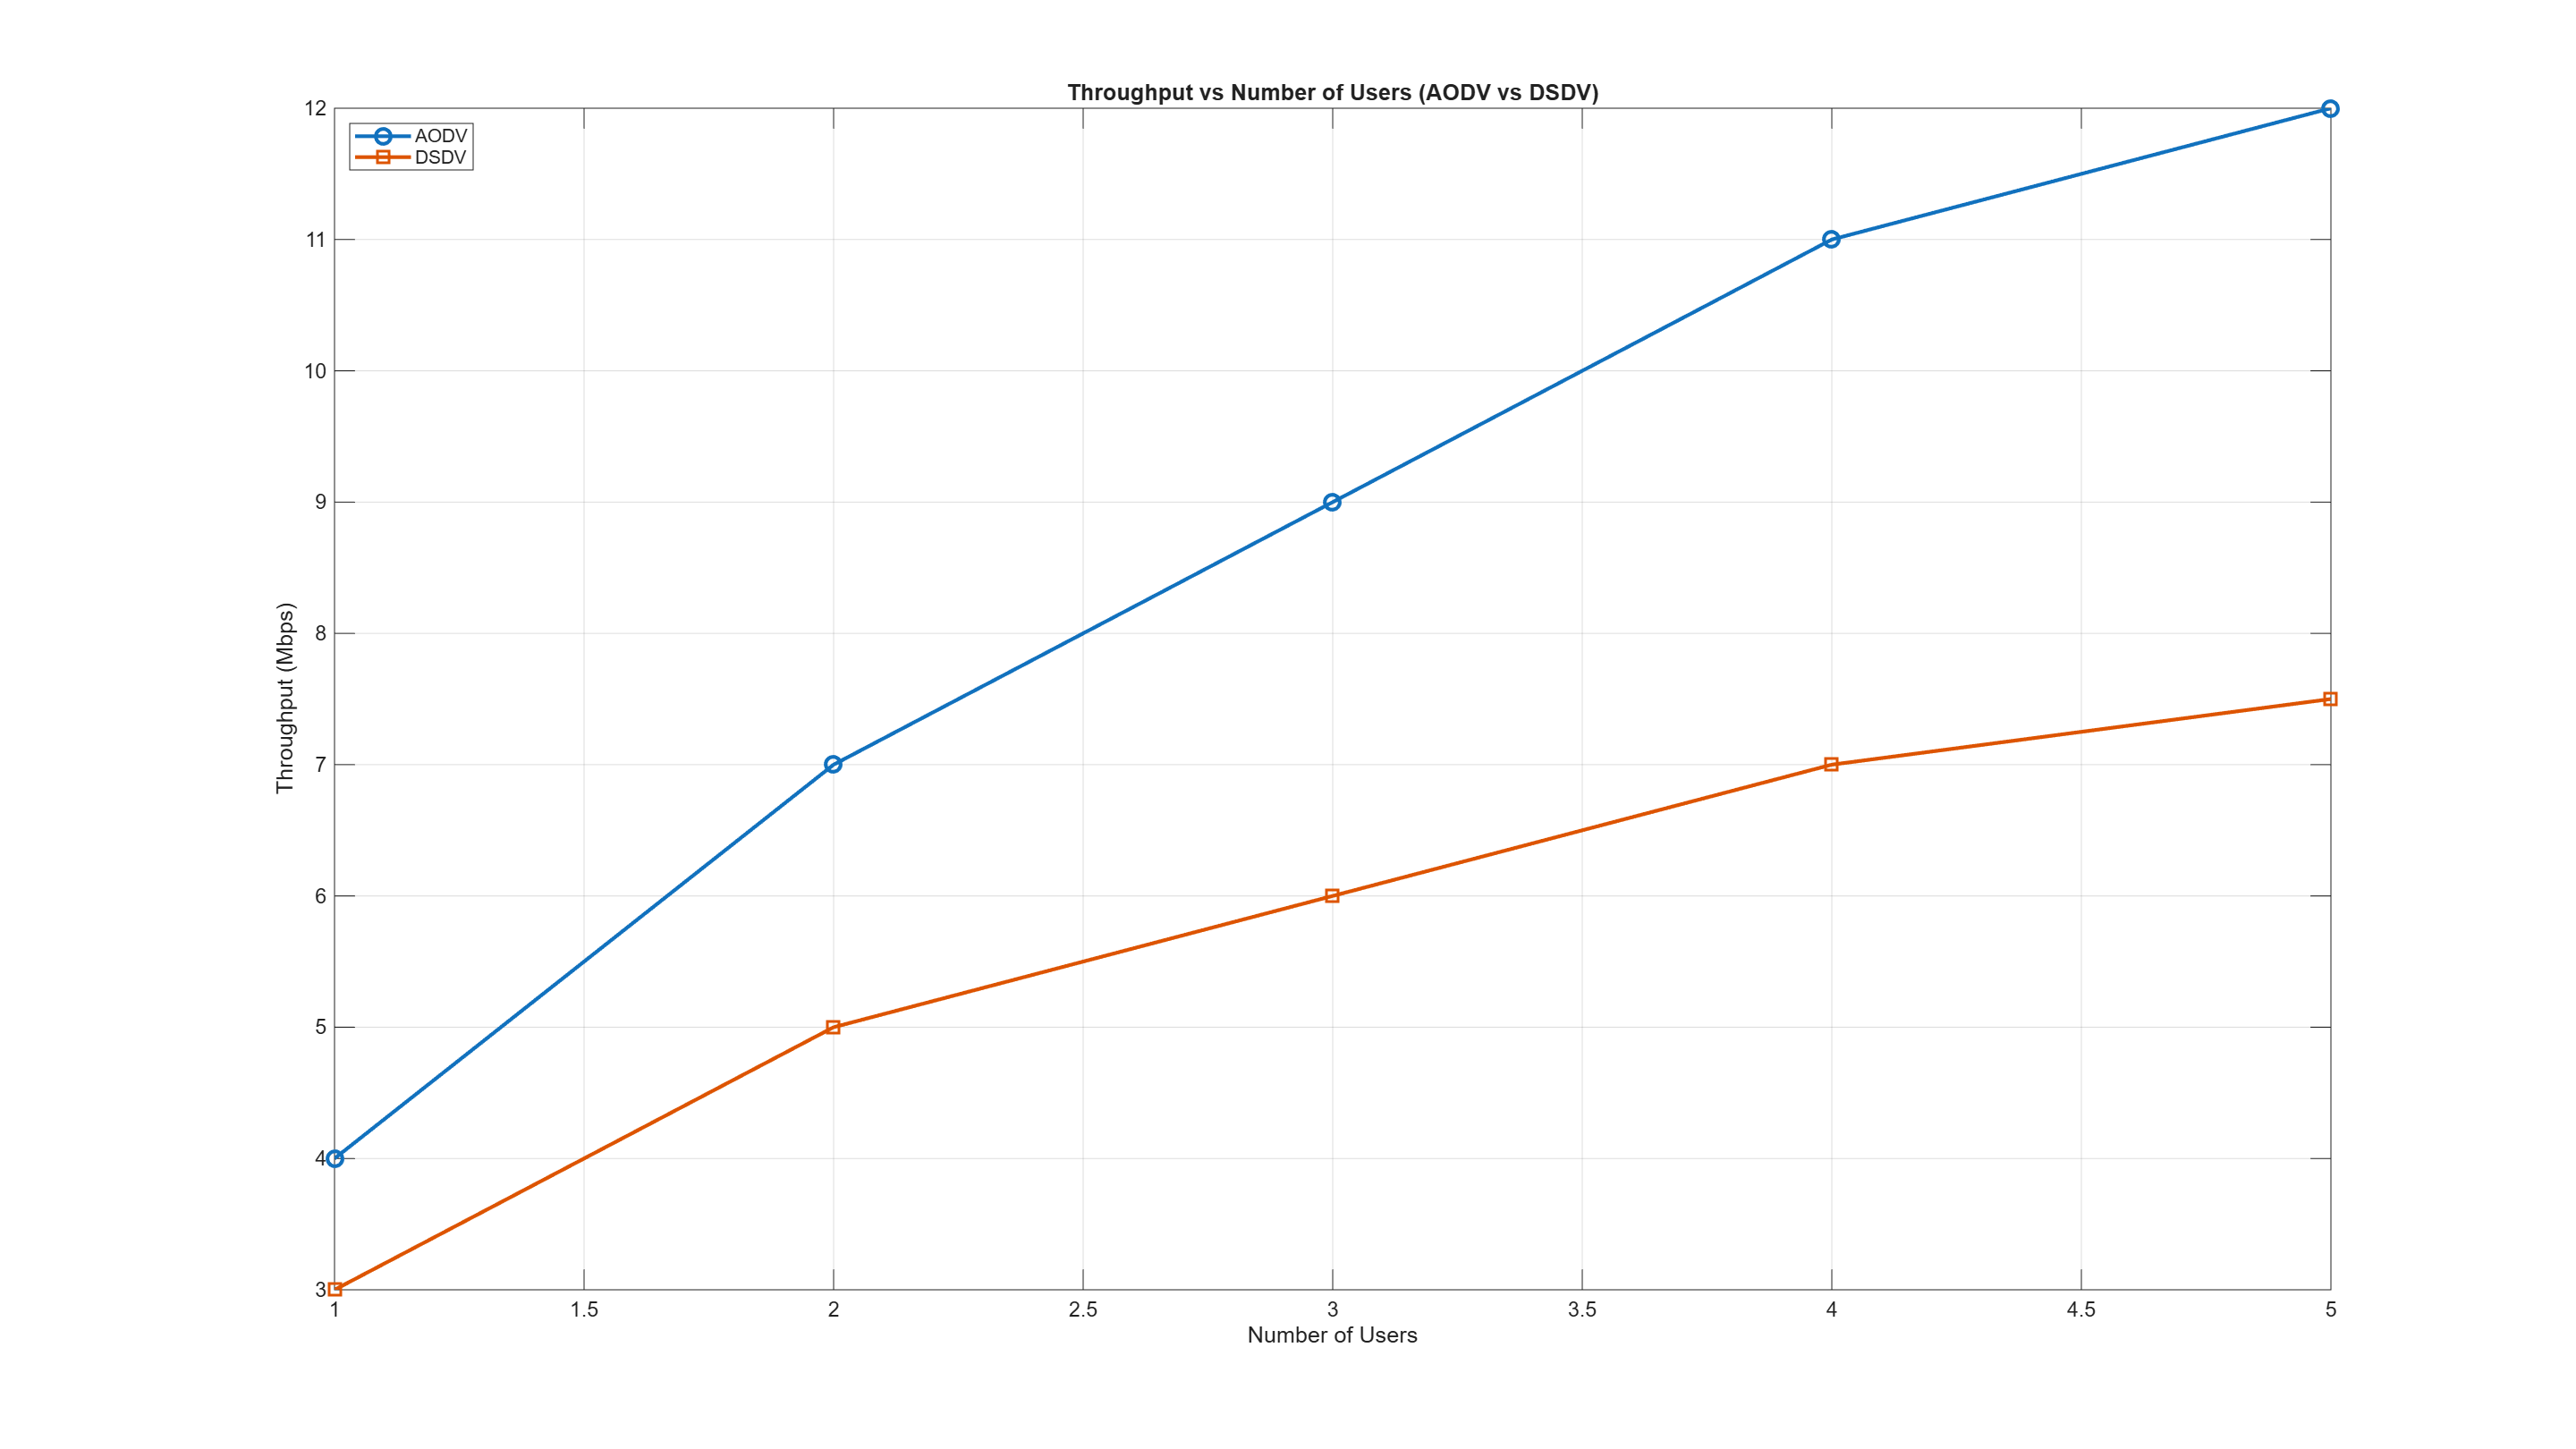 Throughput vs Number of Users (AODV vs DSDV)
AODV
DSDV
Throughput (Mbps)
12
11
10
9
8
7
6
5
4
3
1 1.5 2 2.5 3 3.5 4 4.5 5
Number of Users